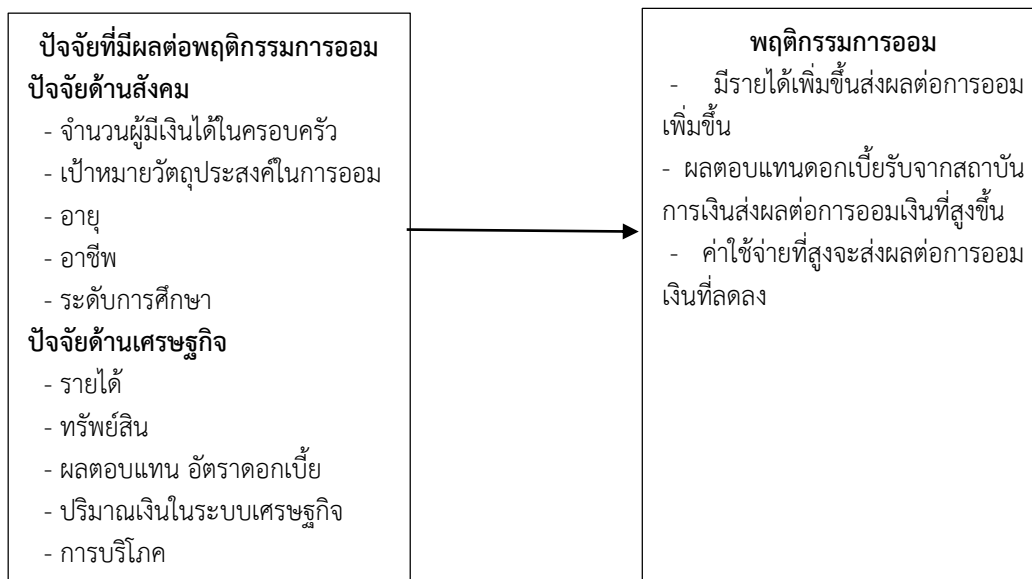 ปัจจัยที่มีผลต่อพฤติกรรมการออม
ปัจจัยด้านสังคม
- จำนวนผู้มีเงินได้ในครอบครัว
- เป้าหมายวัตถุประสงค์ในการออม
- อายุ
- อาชีพ
- ระดับการศึกษา
ปัจจัยด้านเศรษฐกิจ
- รายได้
- ทรัพย์สิน
- ผลตอบแทน อัตราดอกเบี้ย
- ปริมาณเงินในระบบเศรษฐกิจ
- การบริโภค
พฤติกรรมการออม
- มีรายได้เพิ่มขึ้นส่งผลต่อการออม
เพิ่มขึ้น
- ผลตอบแทนดอกเบี้ยรับจากสถาบัน
การเงินส่งผลต่อการออมเงินที่สูงขึ้น
- ค่าใช้จ่ายที่สูงจะส่งผลต่อการออม
เงินที่ลดลง